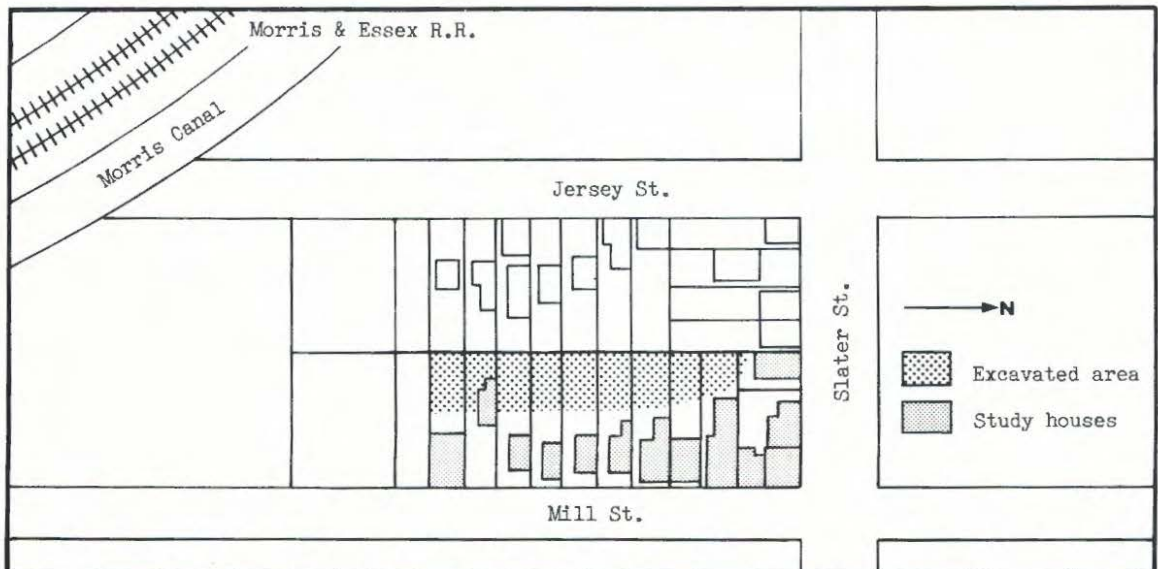 Morris & Essex R.R.
Morris Canal
Jersey St.
Slater St.
N
Excavated area
Study houses
Mill St.